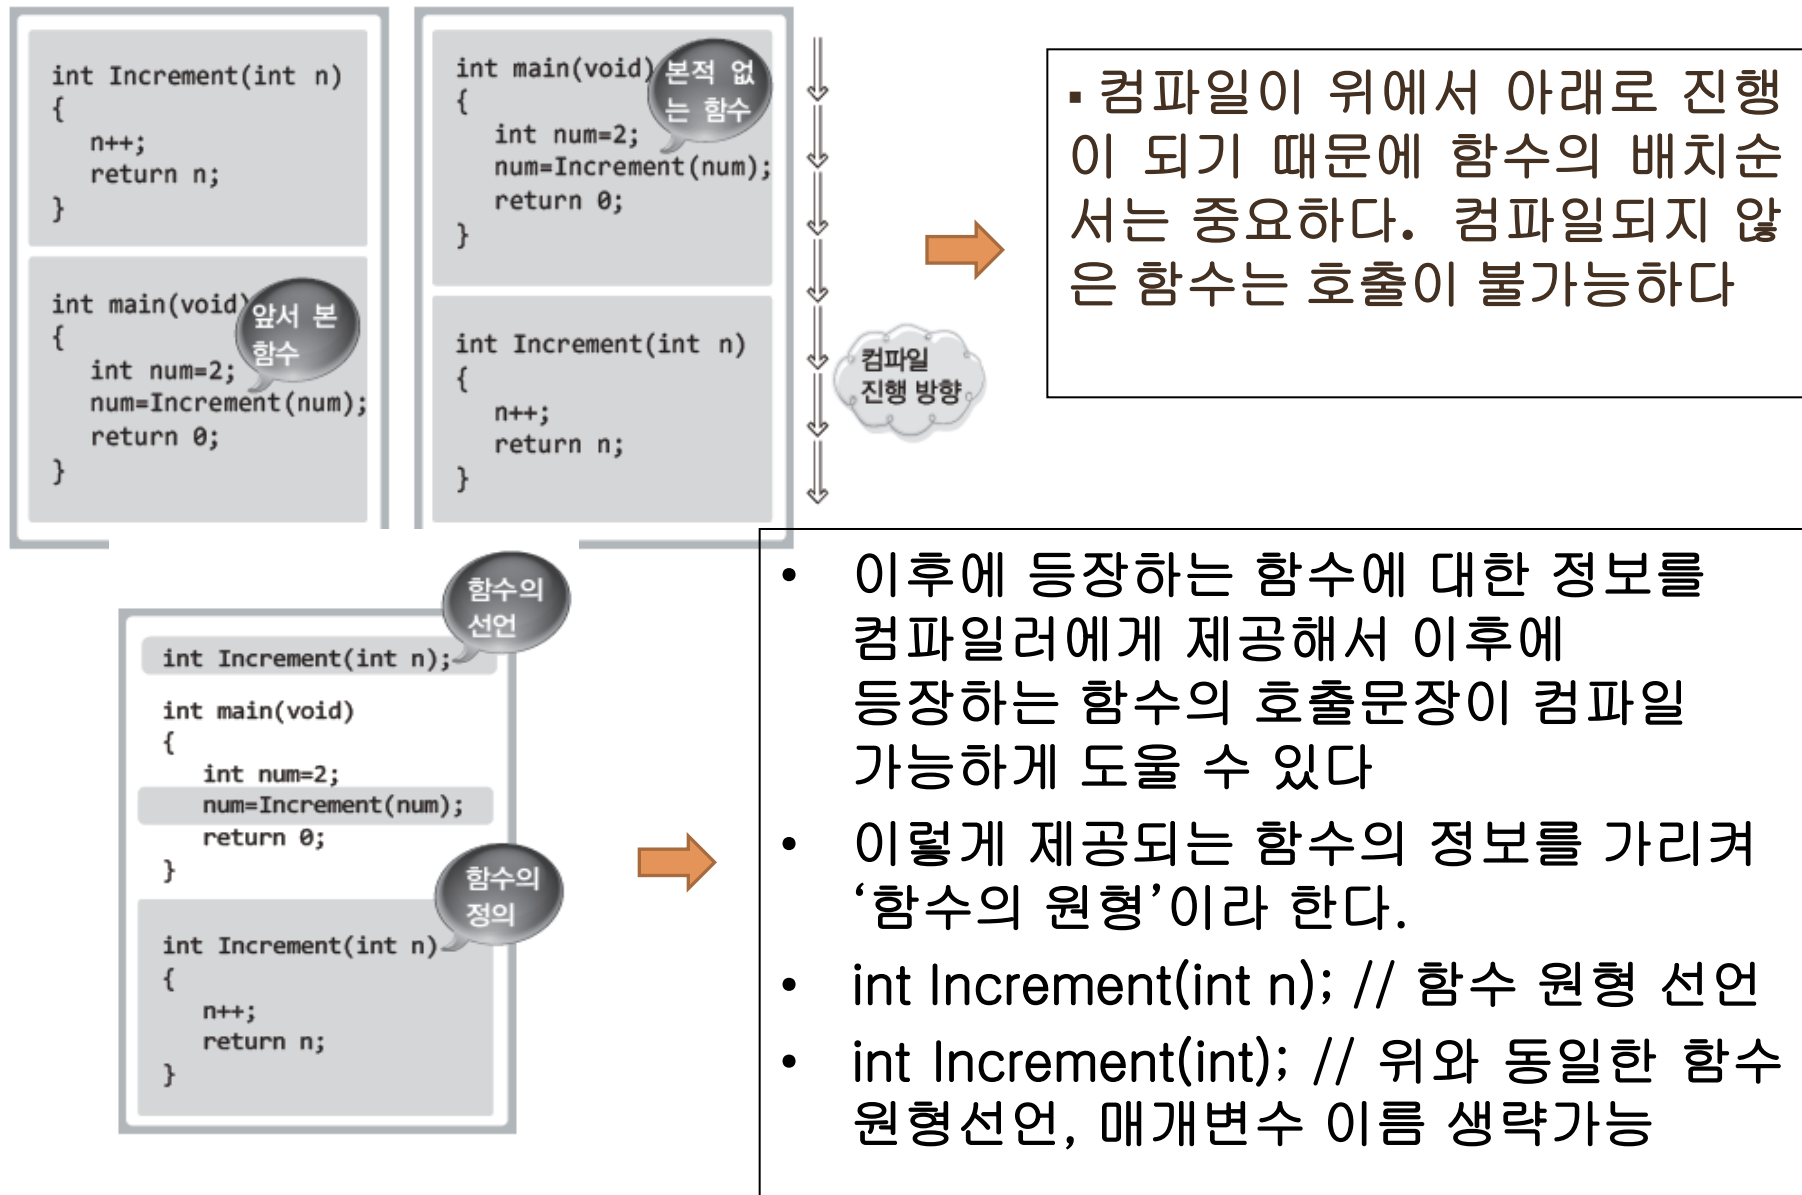 int Increment(int n)
{
n++;
return n;
}
int main(void)
앞서 본
함수
{
int num=2;
num=Increment(num);
return 0;
}
int main(void)
본적 없
는 함수
{
int num=2;
num=Increment(num);
return 0;
}
int Increment(int n)
{
n++;
return n;
}
컴파일
진행 방향
▪ 컴파일이 위에서 아래로 진행
이 되기 때문에 함수의 배치순
서는 중요하다. 컴파일되지 않
은 함수는 호출이 불가능하다
함수의
선언
int Increment(int n);
int main(void)
{
int num=2;
num=Increment(num);
return 0;
}
함수의
정의
int Increment(int n)
{
n++;
return n;
}
• 이후에 등장하는 함수에 대한 정보를
컴파일러에게 제공해서 이후에
등장하는 함수의 호출문장이 컴파일
가능하게 도울 수 있다
• 이렇게 제공되는 함수의 정보를 가리켜
‘함수의 원형’이라 한다.
• int Increment(int n); // 함수 원형 선언
• int Increment(int); // 위와 동일한 함수
원형선언, 매개변수 이름 생략가능